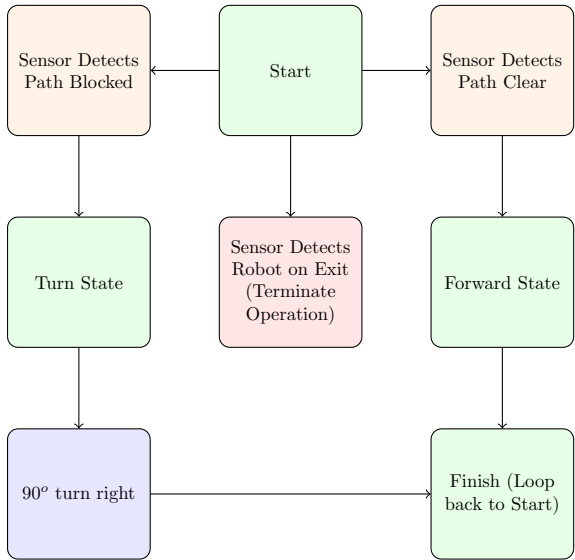 Sensor Detects
Path Blocked
Start
Sensor Detects
Path Clear
Turn State
Sensor Detects
Robot on Exit
(Terminate
Operation)
Forward State
90º turn right
Finish (Loop
back to Start)